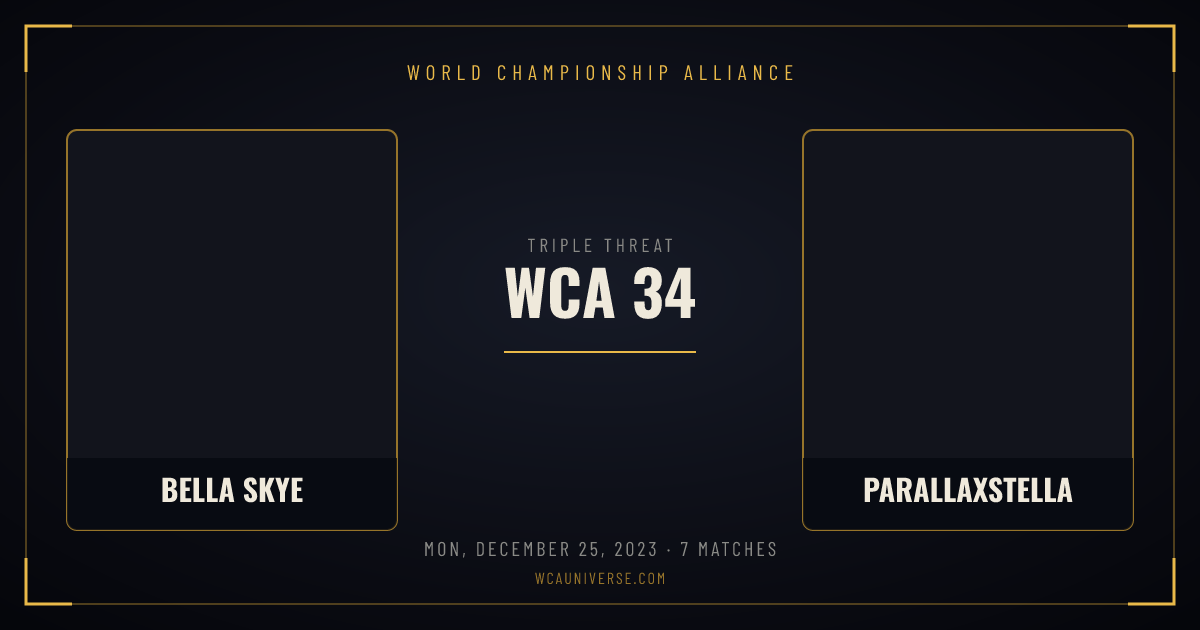 WORLD CHAMPIONSHIP ALLIANCE
TRIPLE THREAT
WCA 34
BELLA SKYE
PARALLAXSTELLA
MON, DECEMBER 25, 2023 · 7 MATCHES
WCAUNIVERSE.COM